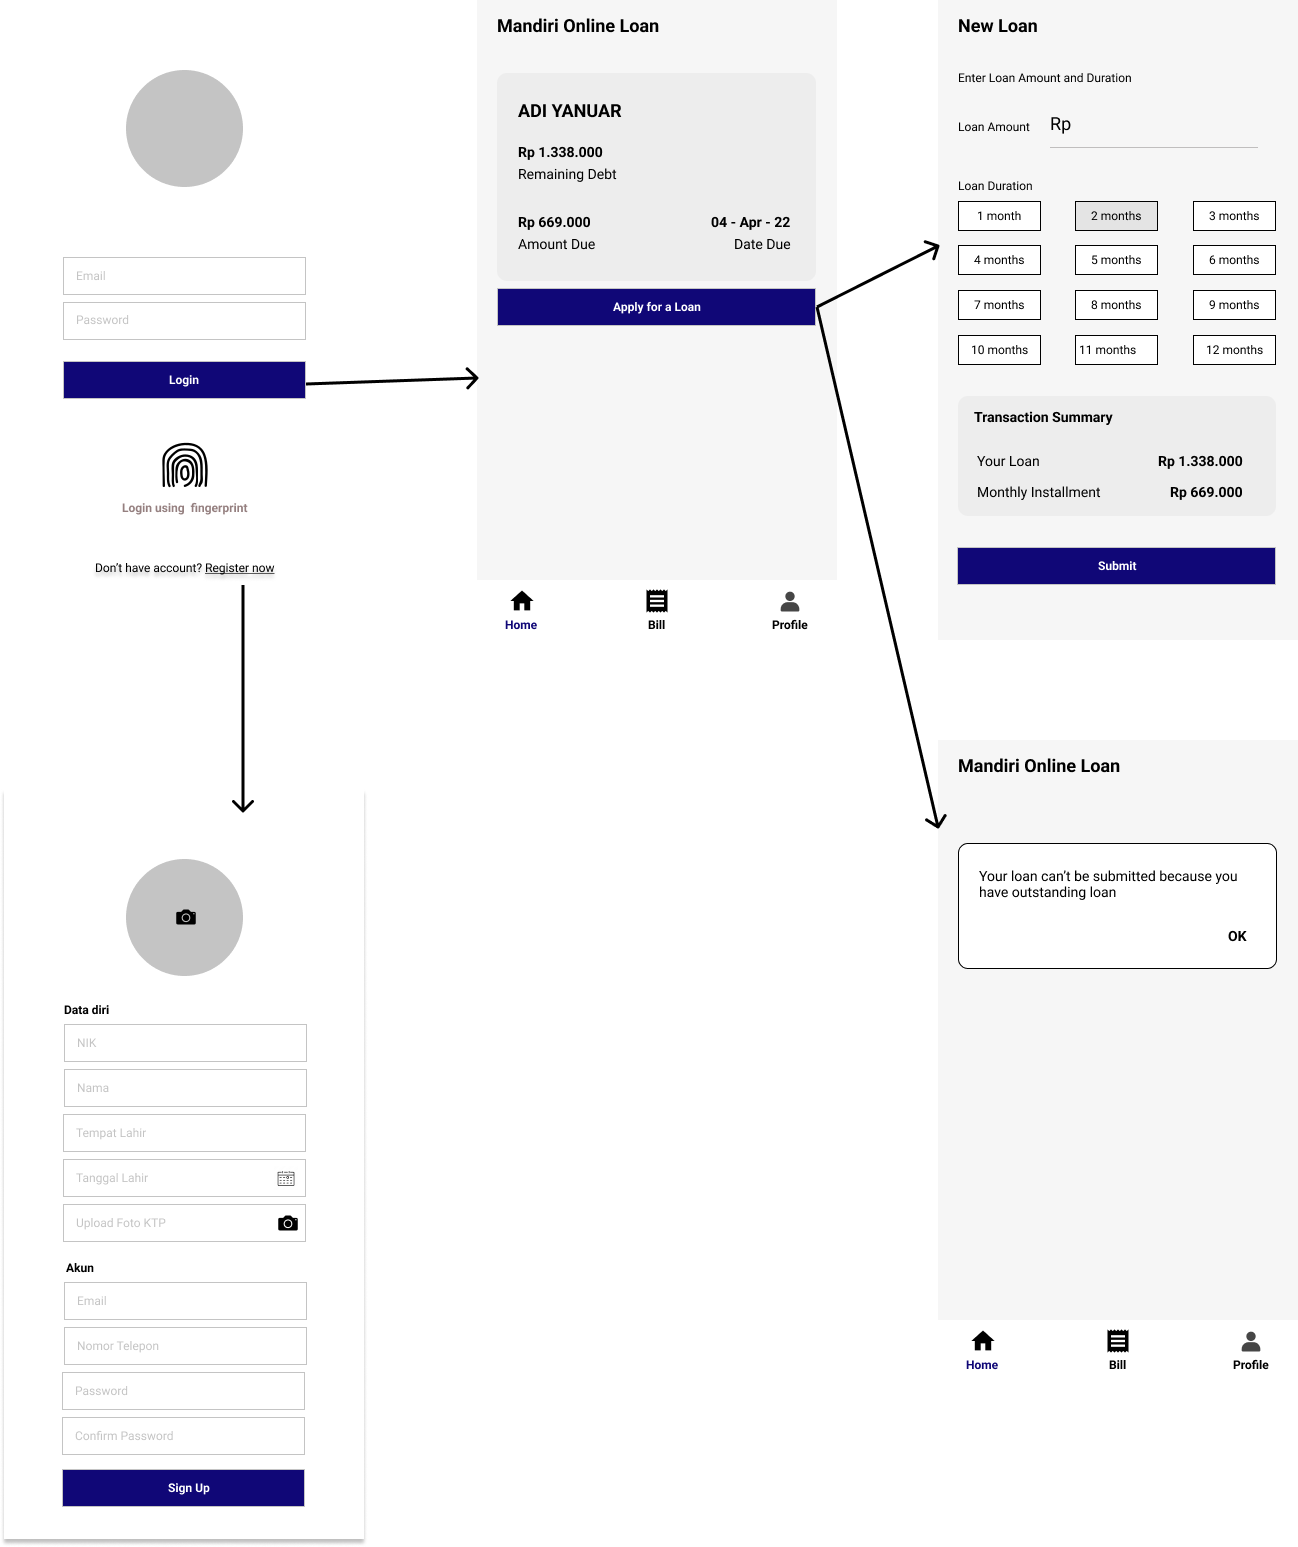 Email
Password
Login
Login using  fingerprint
Don't have account? Register now
Mandiri Online Loan
ADI YANUAR
Rp 1.338.000
Remaining Debt
Rp 669.000
04 - Apr - 22
Amount Due
Date Due
Apply for a Loan
Home
Bill
Profile
New Loan
Enter Loan Amount and Duration
Loan Amount
Rp
Loan Duration
1 month
2 months
3 months
4 months
5 months
6 months
7 months
8 months
9 months
10 months
11 months
12 months
Transaction Summary
Your Loan
Rp 1.338.000
Monthly Installment
Rp 669.000
Submit
Data diri
NIK
Nama
Tempat Lahir
Tanggal Lahir
Upload Foto KTP
Akun
Email
Nomor Telepon
Password
Confirm Password
Sign Up
Mandiri Online Loan
Your loan can't be submitted because you
have outstanding loan
OK
Home
Bill
Profile